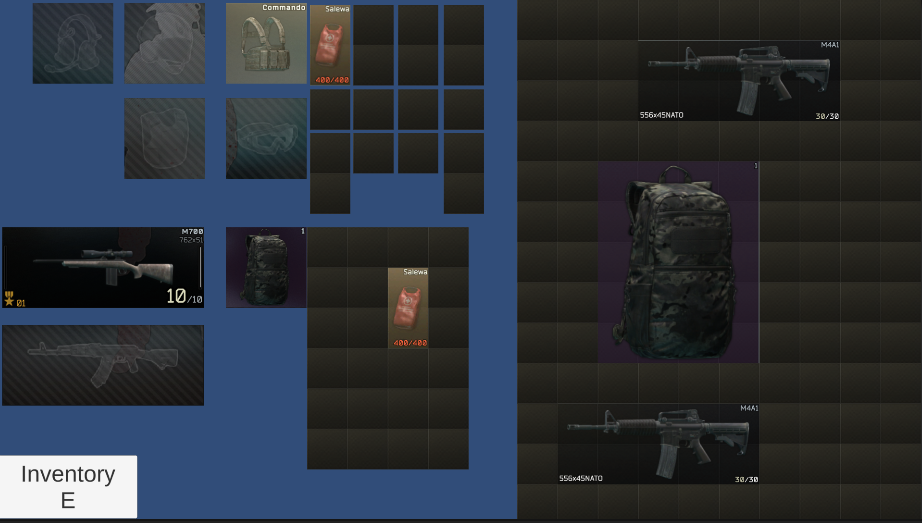 Commando
Salewa
400/400
M4A1
556x45NATO
30/30
1
M700
762x51
01
10/10
1
Salewa
400/400
M4A1
556x45NATO
30/30
Inventory
E